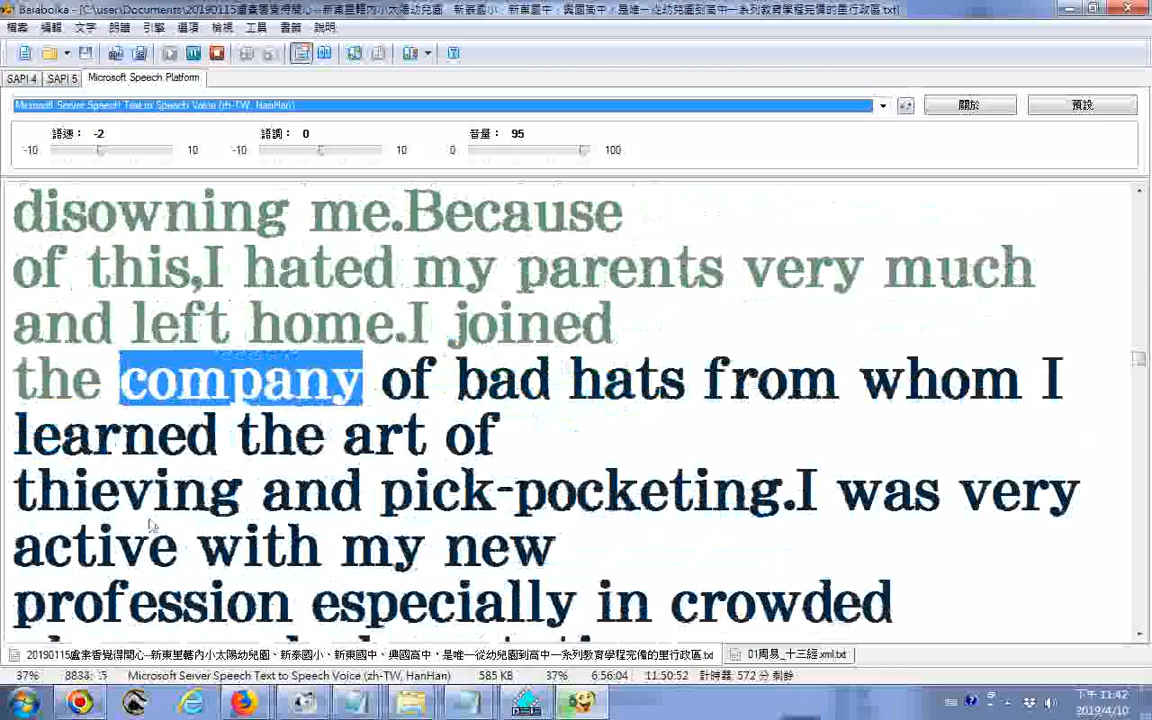 Balabolka - [C:\user\Documents\20190115盧秉香覺得開心--新東里轄內小太陽幼兒園、新泰國小、新東國中、興國高中，是唯一從幼兒園到高中一系列教育學程完備的里行政區.txt]
檔案 編輯 文字 朗讀 引擎 選項 檢視 工具 書籤 說明
SAPI 4 SAPI 5 Microsoft Speech Platform
Microsoft Server Speech Text to Speech Voice (zh-TW, HanHan)
關於 預設
語速： -2 語調： 0 音量： 95
-10 10 -10 10 0 100
disowning me.Because
of this,I hated my parents very much
and left home.I joined
the company of bad hats from whom I
learned the art of
thieving and pick-pocketing.I was very
active with my new
profession especially in crowded
20190115盧秉香覺得開心--新東里轄內小太陽幼兒園、新泰國小、新東國中、興國高中，是唯一從幼兒園到高中一系列教育學程完備的里行政區.txt 01周易_十三經.xml.txt
37% Microsoft Server Speech Text to Speech Voice (zh-TW, HanHan) 585 KB 37% 6:56:04 11:50:52 計時器: 572 分 剩餘
下午 11:42
2019/4/10